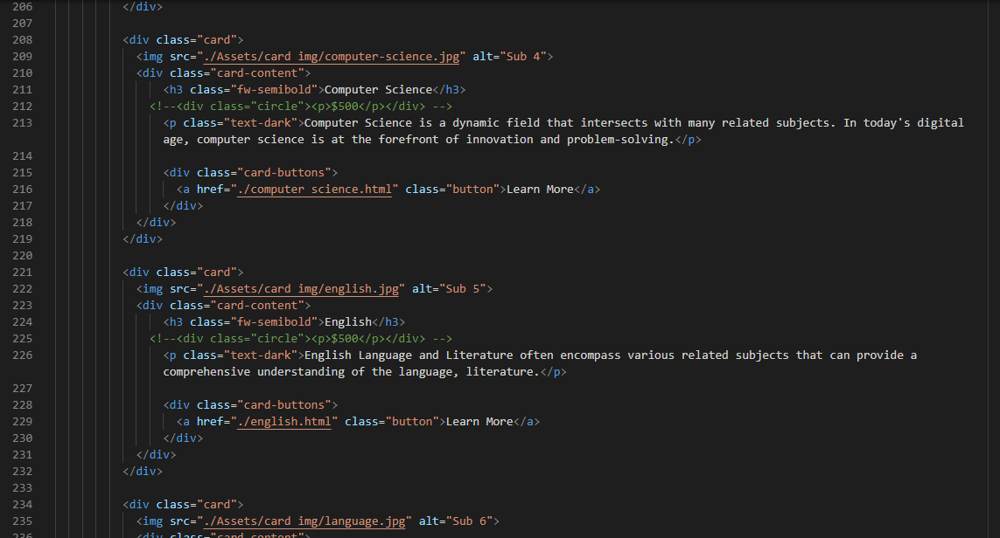 206 </div>
207
208 <div class="card">
209 <img src="./Assets/card img/computer-science.jpg" alt="Sub 4">
210 <div class="card-content">
211 <h3 class="fw-semibold">Computer Science</h3>
212 <!--<div class="circle"><p>$500</p></div> -->
213 <p class="text-dark">Computer Science is a dynamic field that intersects with many related subjects. In today's digital
age, computer science is at the forefront of innovation and problem-solving.</p>
214
215 <div class="card-buttons">
216 <a href="./computer science.html" class="button">Learn More</a>
217 </div>
218 </div>
219 </div>
220
221 <div class="card">
222 <img src="./Assets/card img/english.jpg" alt="Sub 5">
223 <div class="card-content">
224 <h3 class="fw-semibold">English</h3>
225 <!--<div class="circle"><p>$500</p></div> -->
226 <p class="text-dark">English Language and Literature often encompass various related subjects that can provide a
comprehensive understanding of the language, literature.</p>
227
228 <div class="card-buttons">
229 <a href="./english.html" class="button">Learn More</a>
230 </div>
231 </div>
232 </div>
233
234 <div class="card">
235 <img src="./Assets/card img/language.jpg" alt="Sub 6">
236 <div class="card-content">